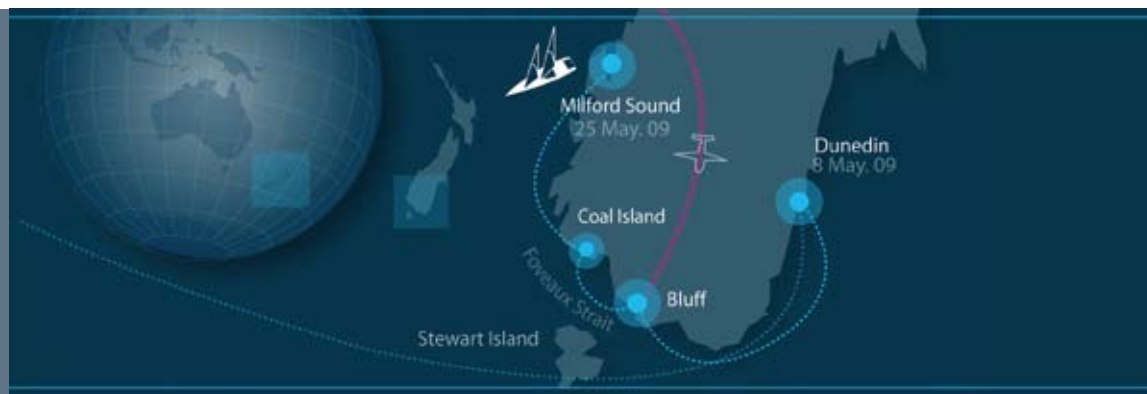 Milford Sound
25 May. 09
Dunedin
8 May. 09
Coal Island
Foveaux Strait
Bluff
Stewart Island